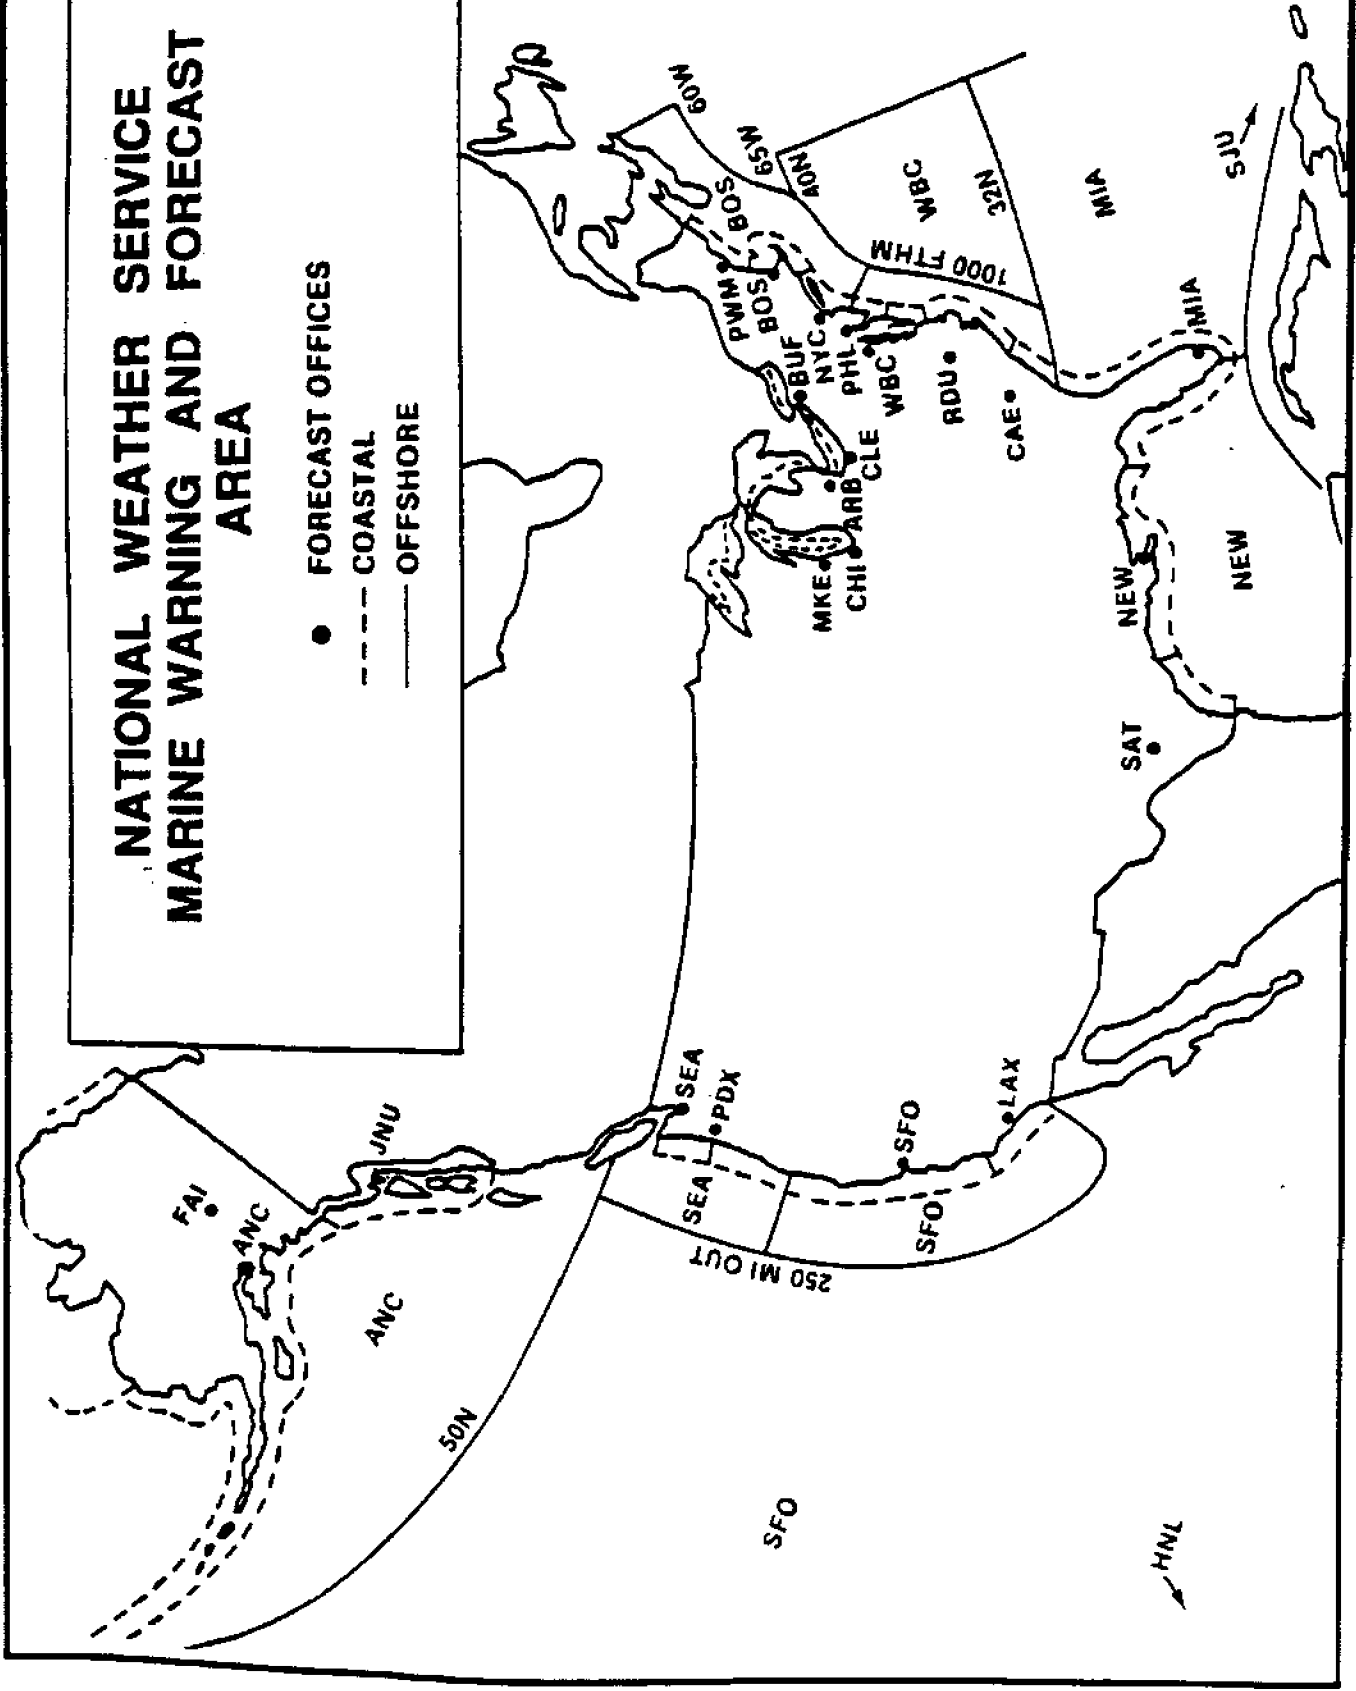 NATIONAL WEATHER SERVICE
MARINE WARNING AND FORECAST
AREA
FORECAST OFFICES
COASTAL
OFFSHORE
FAI
ANC
ANC
JNU
50N
SEA
PDX
SEA
250 MI OUT
SFO
SFO
LAX
SFO
HNL
SAT
NEW
NEW
MKE
CHI
ARB
CLE
BUF
NYC
PHL
WBC
RDU
CAE
PWM
BOS
BOS
60W
65W
40N
WBC
32N
1000 FTHM
MIA
MIA
SJU